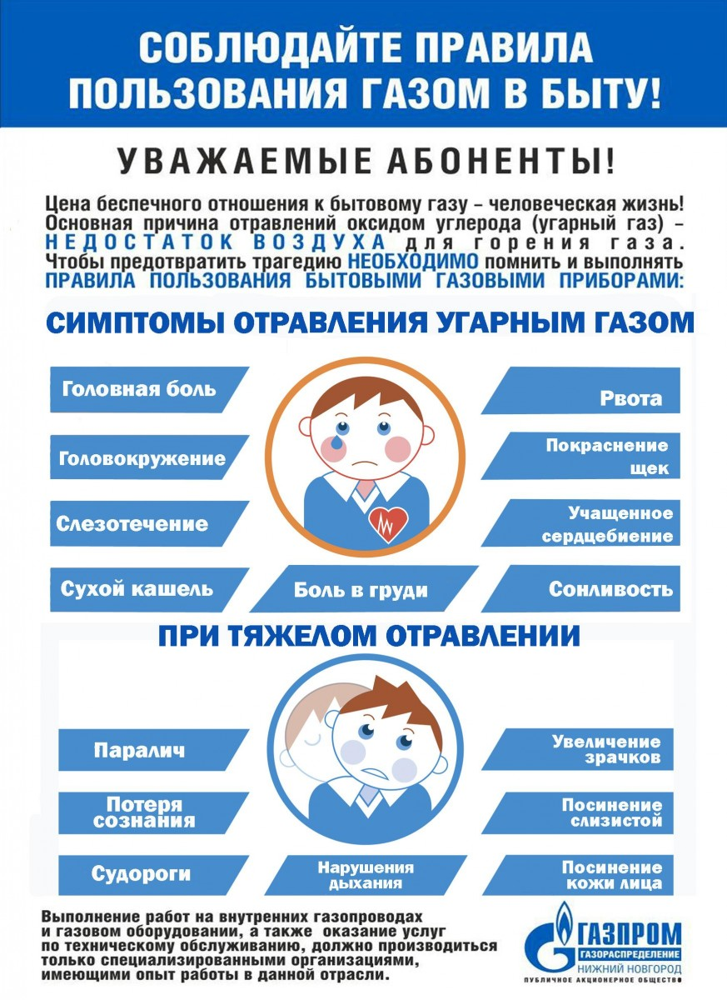 СОБЛЮДАЙТЕ ПРАВИЛА
ПОЛЬЗОВАНИЯ ГАЗОМ В БЫТУ!
УВАЖАЕМЫЕ АБОНЕНТЫ!
Цена беспечного отношения к бытовому газу – человеческая жизнь!
Основная причина отравлений оксидом углерода (угарный газ) –
НЕДОСТАТОК ВОЗДУХА для горения газа.
Чтобы предотвратить трагедию НЕОБХОДИМО помнить и выполнять
ПРАВИЛА ПОЛЬЗОВАНИЯ БЫТОВЫМИ ГАЗОВЫМИ ПРИБОРАМИ:
СИМПТОМЫ ОТРАВЛЕНИЯ УГАРНЫМ ГАЗОМ
Головная боль
Рвота
Головокружение
Покраснение
щек
Слезотечение
Учащенное
сердцебиение
Сухой кашель
Боль в груди
Сонливость
ПРИ ТЯЖЕЛОМ ОТРАВЛЕНИИ
Паралич
Увеличение
зрачков
Потеря
сознания
Посинение
слизистой
Судороги
Нарушения
дыхания
Посинение
кожи лица
Выполнение работ на внутренних газопроводах
и газовом оборудовании, а также оказание услуг
по техническому обслуживанию, должно производиться
только специализированными организациями,
имеющими опыт работы в данной отрасли.
ГАЗПРОМ
ГАЗОРАСПРЕДЕЛЕНИЕ
НИЖНИЙ НОВГОРОД
ПУБЛИЧНОЕ АКЦИОНЕРНОЕ ОБЩЕСТВО